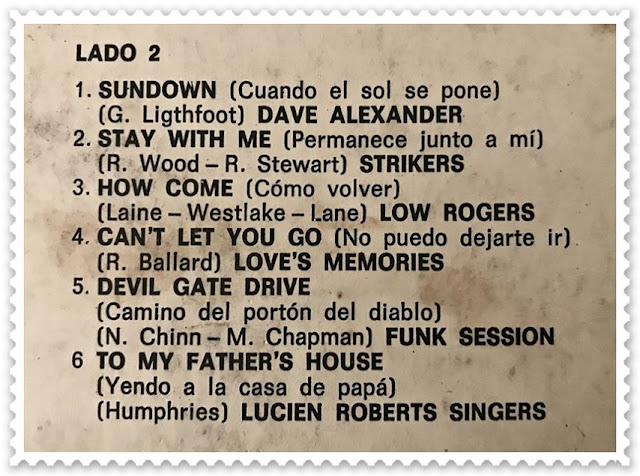 LADO 2
1. SUNDOWN (Cuando el sol se pone)
(G. Ligthfoot) DAVE ALEXANDER
2. STAY WITH ME (Permanece junto a mí)
(R. Wood – R. Stewart) STRIKERS
3. HOW COME (Cómo volver)
(Laine – Westlake – Lane) LOW ROGERS
4. CAN'T LET YOU GO (No puedo dejarte ir)
(R. Ballard) LOVE'S MEMORIES
5. DEVIL GATE DRIVE
(Camino del portón del diablo)
(N. Chinn – M. Chapman) FUNK SESSION
6 TO MY FATHER'S HOUSE
(Yendo a la casa de papá)
(Humphries) LUCIEN ROBERTS SINGERS